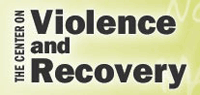 THE CENTER ON
Violence
and
Recovery